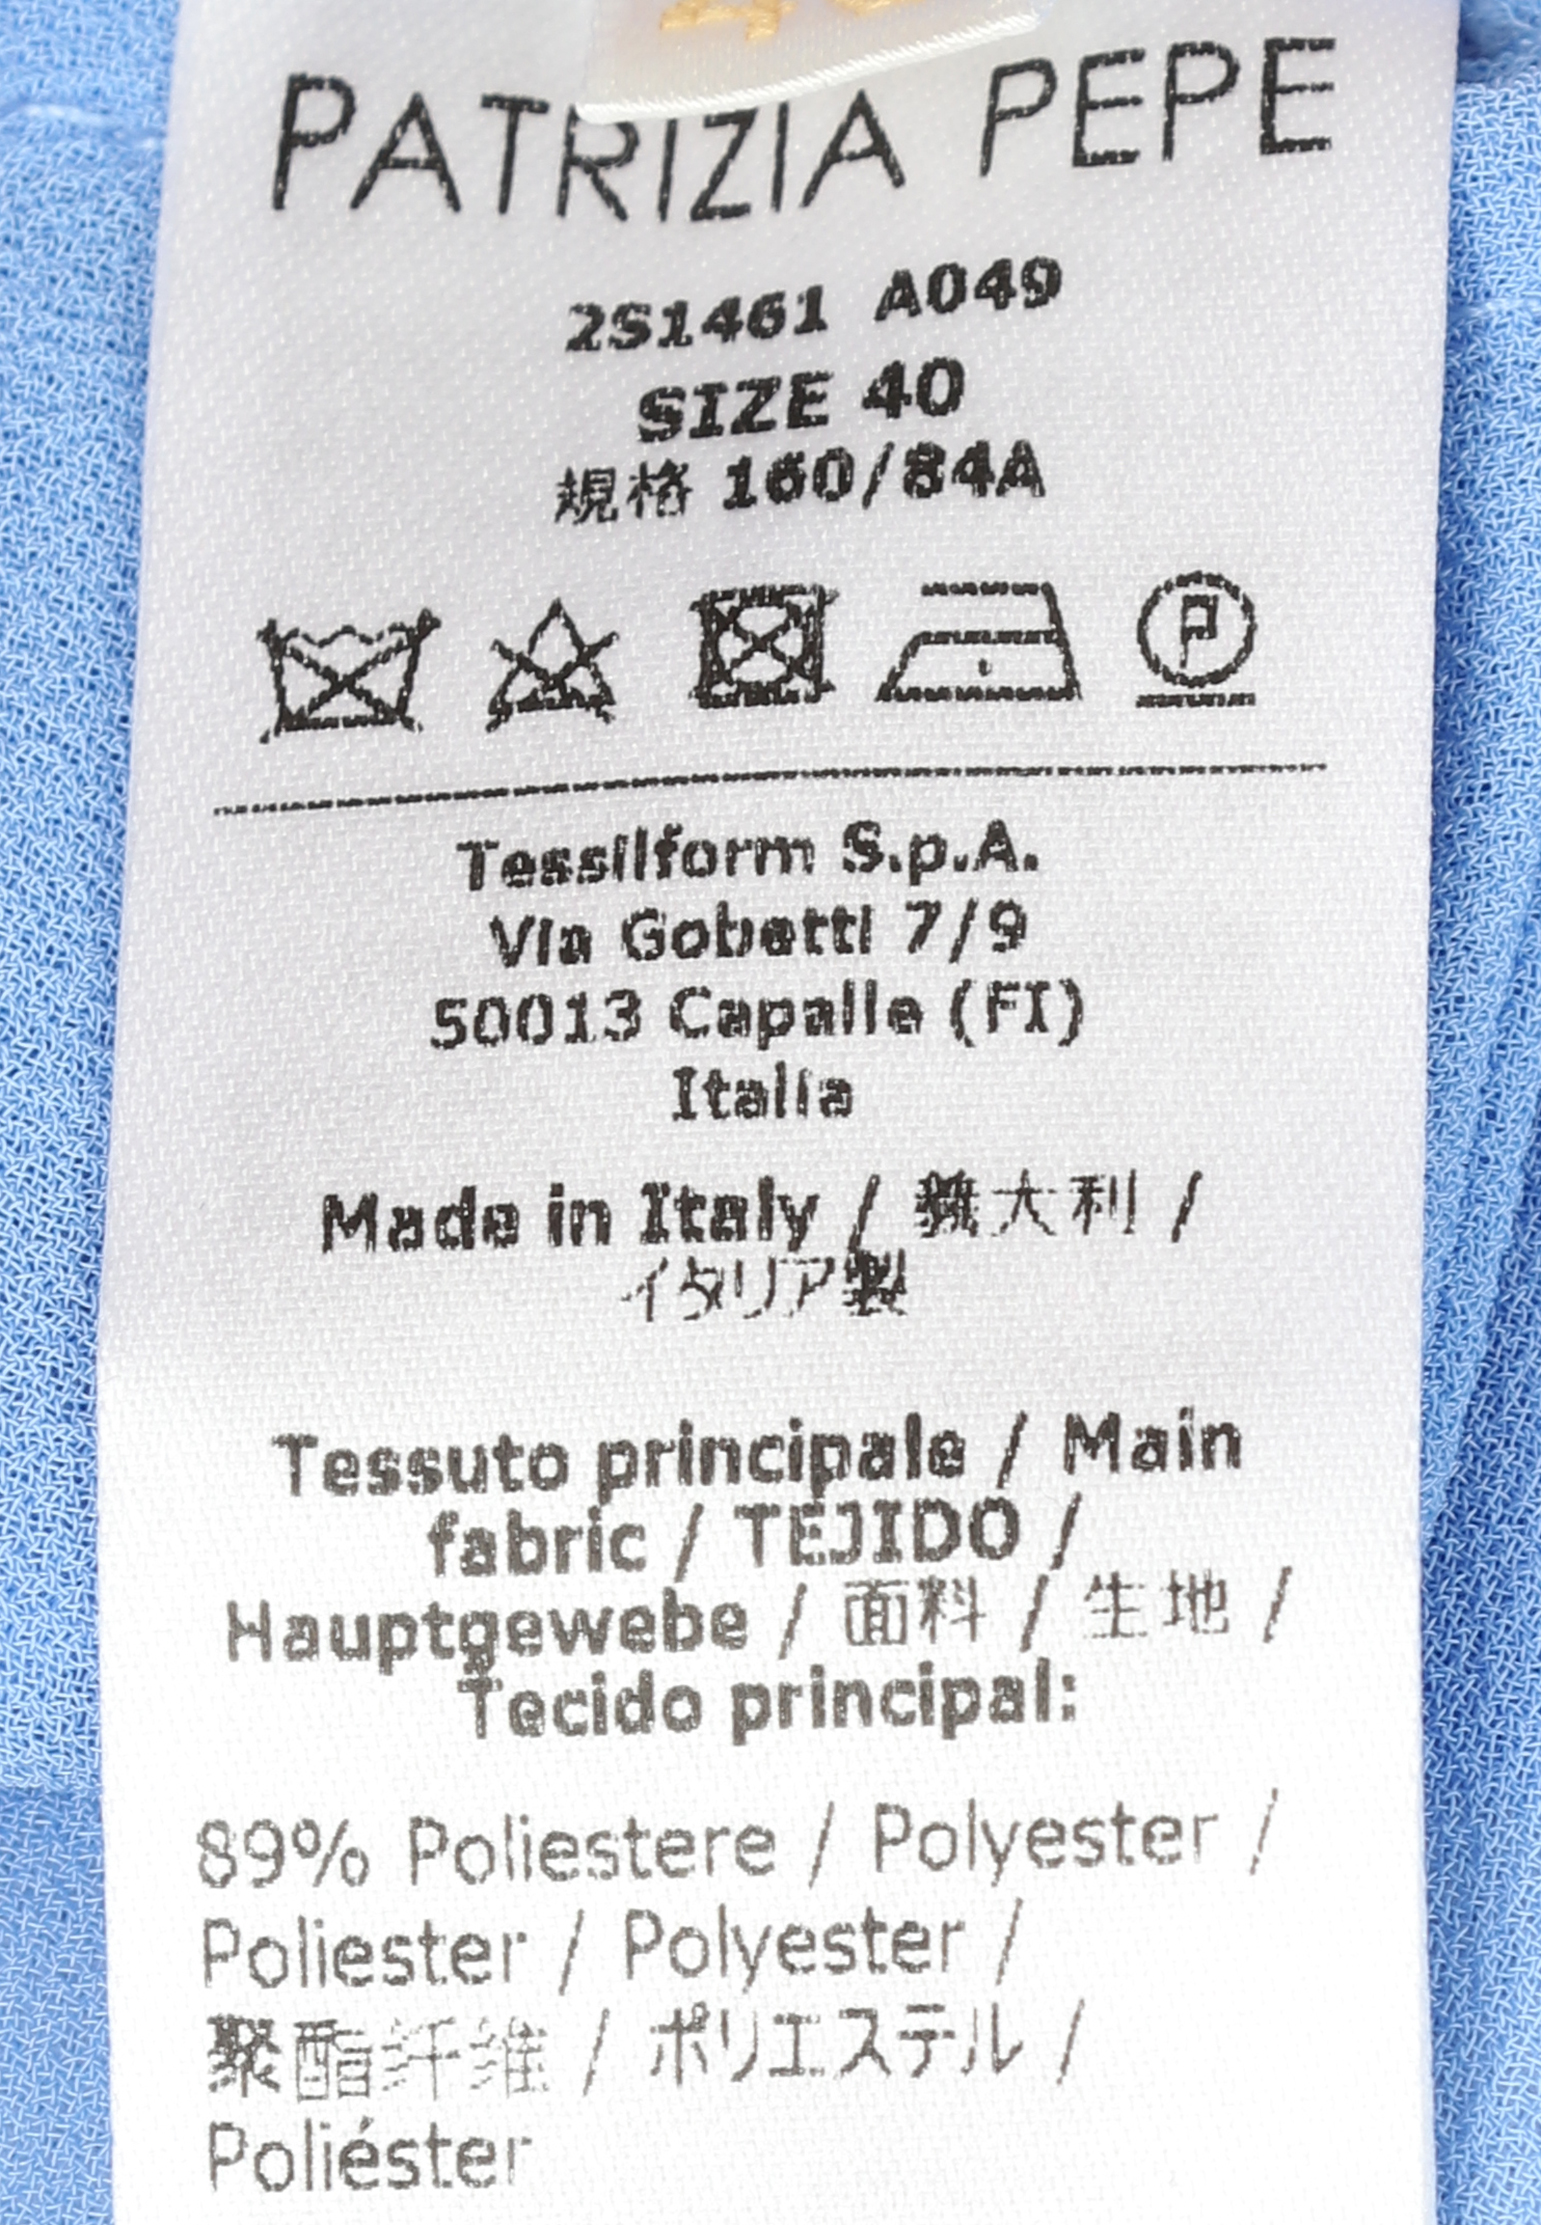 PATRIZIA PEPE
2S1461 A049
SIZE 40
規格 160/84A
Tessilform S.p.A.
Via Gobetti 7/9
50013 Capalle (FI)
Italia
Made in Italy / 義大利 /
イタリア製
Tessuto principale / Main
fabric / TEJIDO /
Hauptgewebe / 面料 / 生地 /
Tecido principal:
89% Poliestere / Polyester /
Poliester / Polyester /
聚酯纤维 / ポリエステル /
Poliéster